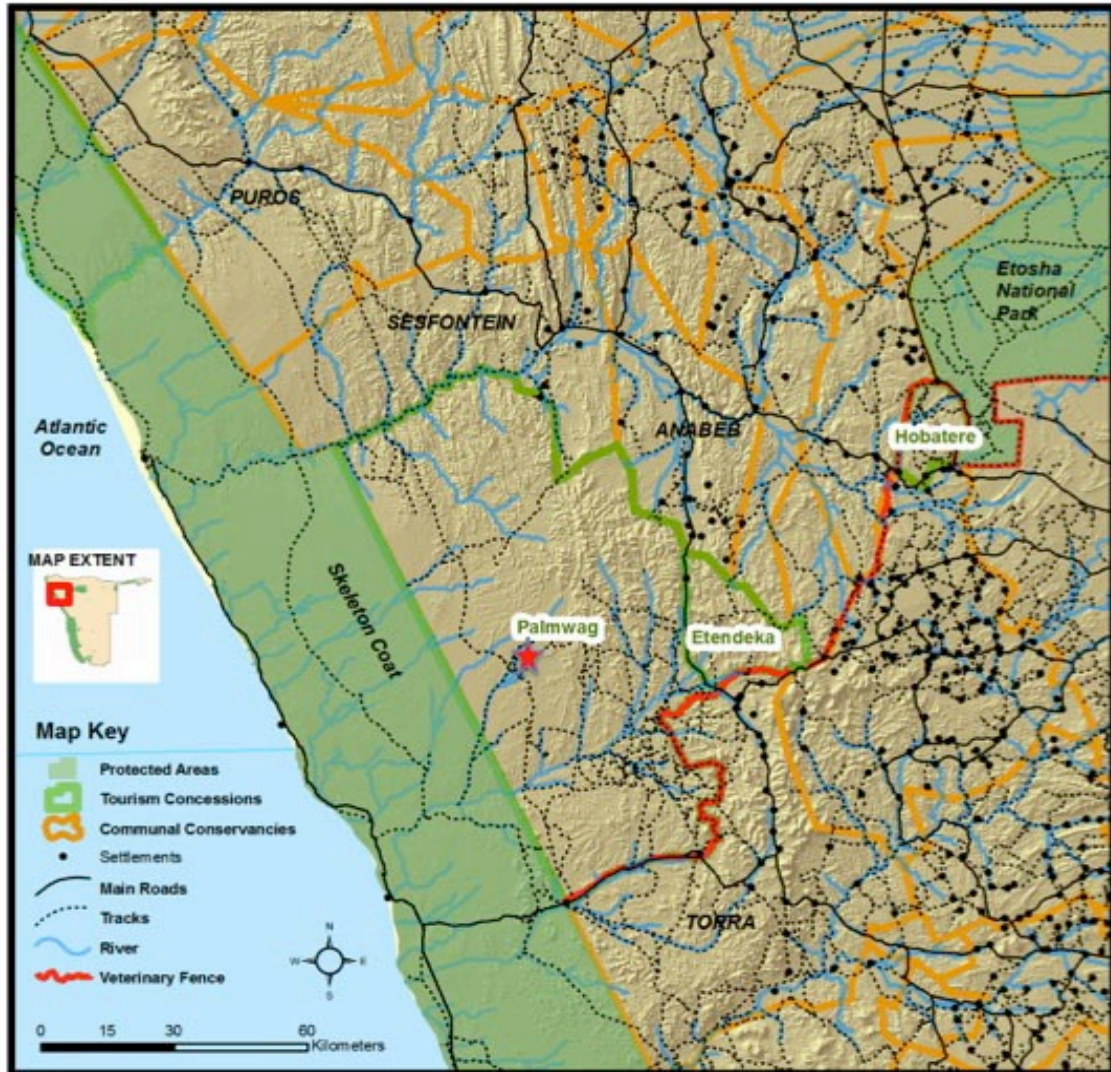 PUROS
Etosha
National
Park
SESFONTEIN
Atlantic
Ocean
ANABEB
Hobatere
MAP EXTENT
Skeleton Coat
Palmwag
Etendeka
Map Key
Protected Areas
Tourism Concessions
Communal Conservancies
Settlements
Main Roads
Tracks
River
Veterinary Fence
TORRA
N
W
E
S
0 15 30 60
Kilometers